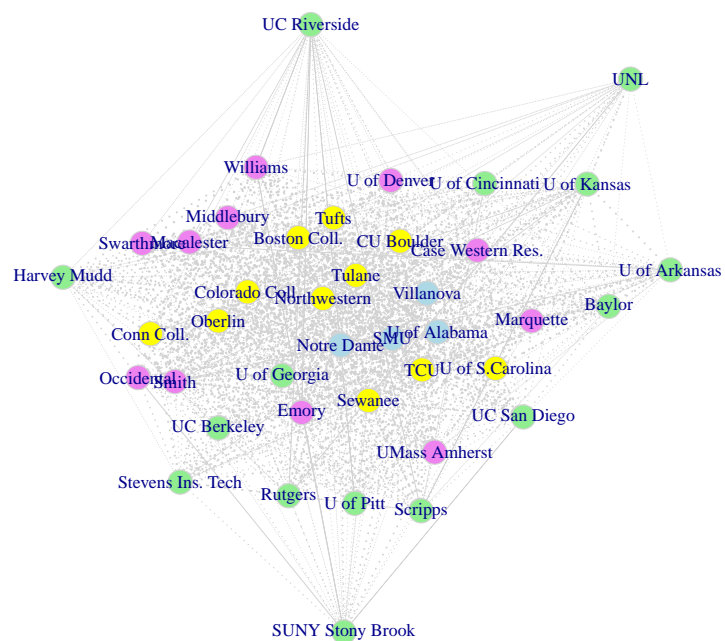 UC Riverside
UNL
Williams
U of Denver
U of Cincinnati
U of Kansas
Middlebury
Tufts
Swarthmore
Macalester
Boston Coll.
CU Boulder
Case Western Res.
Harvey Mudd
Tulane
U of Arkansas
Colorado Coll.
Northwestern
Villanova
Baylor
Conn Coll.
Oberlin
Notre Dame
SMU
U of Alabama
Marquette
Occidental
Smith
U of Georgia
TCU
U of S.Carolina
Sewanee
UC Berkeley
Emory
UC San Diego
UMass Amherst
Stevens Ins. Tech
Rutgers
U of Pitt
Scripps
SUNY Stony Brook